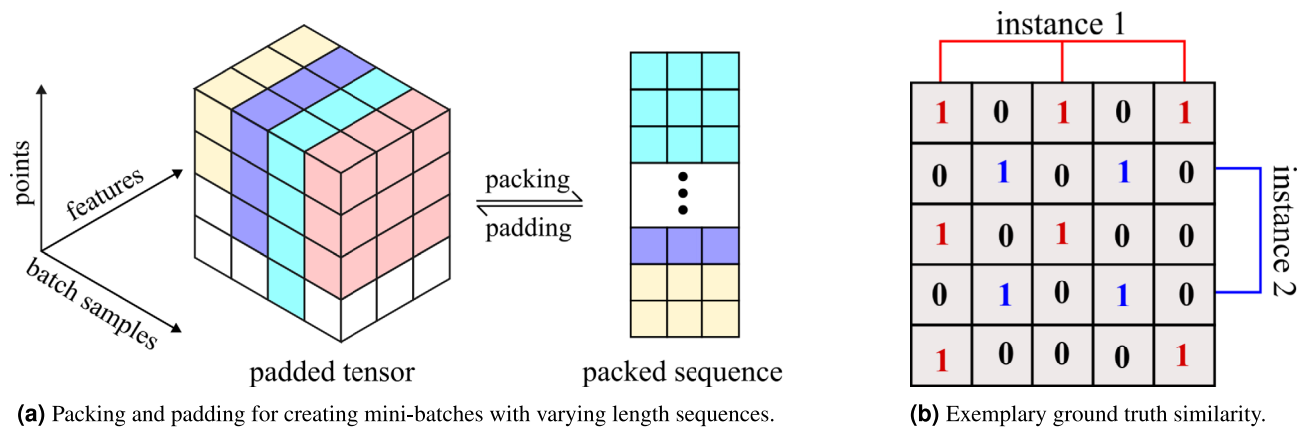 points
features
batch samples
padded tensor
packing
padding
packed sequence
(a) Packing and padding for creating mini-batches with varying length sequences.
instance 1
1 0 1 0 1
0 1 0 1 0
1 0 1 0 0
0 1 0 1 0
1 0 0 0 1
instance 2
(b) Exemplary ground truth similarity.